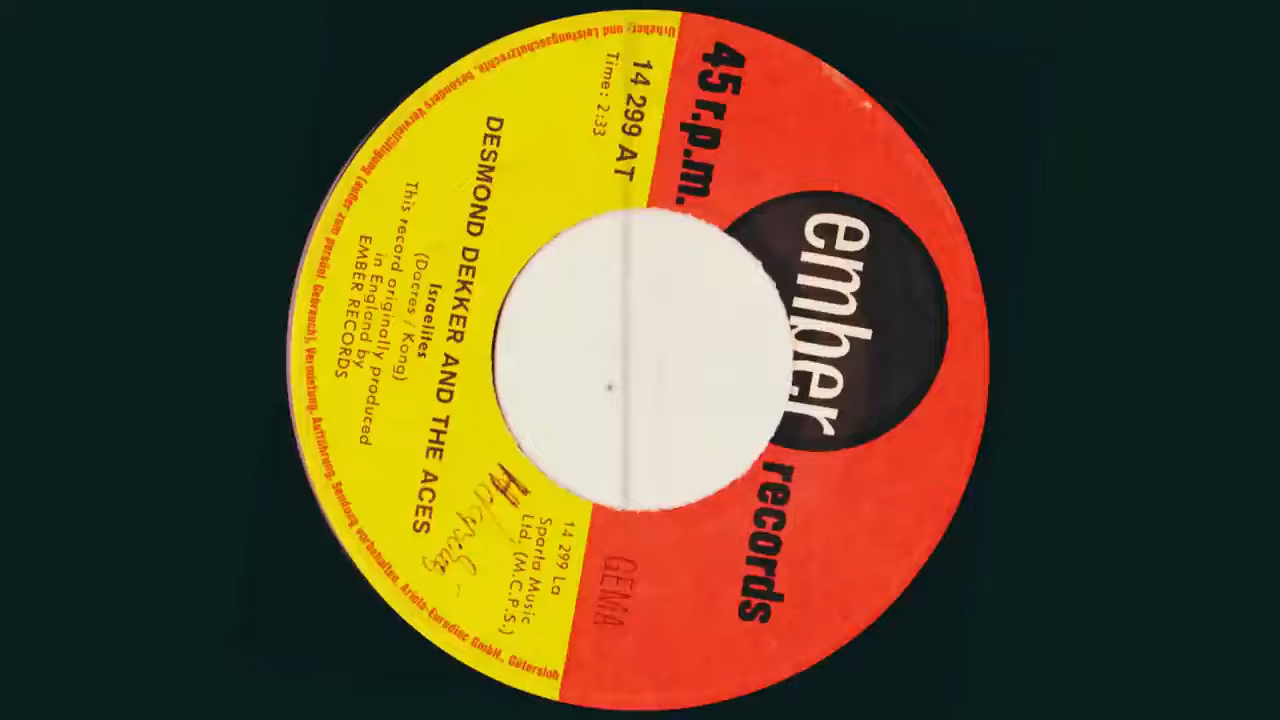 45 r.p.m.
ember
records
14 299 AT
Time: 2:33
GEMA
14 299 La
Sparta Music
Ltd. (M.C.P.S.)
DESMOND DEKKER AND THE ACES
Israelites
(Dacres / Kong)
This record originally produced
in England by
EMBER RECORDS
Urheber- und Leistungsschutzrechte, besonders Vervielfältigung (außer zum persönl. Gebrauch), Vermietung, Aufführung, Sendung vorbehalten. Ariola-Eurodisc GmbH., Gütersloh